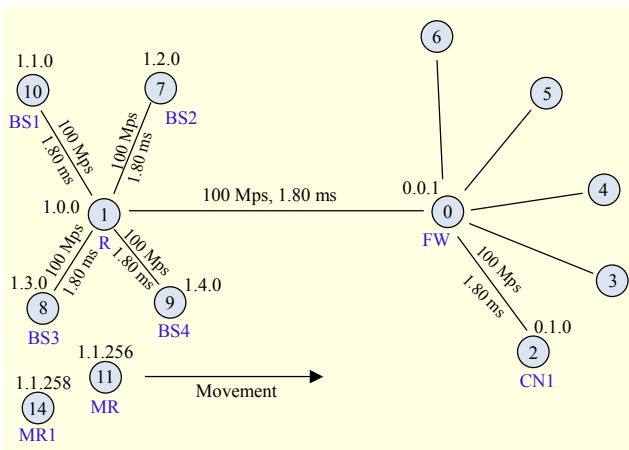 6
1.1.0
1.2.0
10
7
5
BS1
BS2
100 Mps
1.80 ms
100 Mps
1.80 ms
4
100 Mps, 1.80 ms
0.0.1
1.0.0
1
0
R
FW
100 Mps
1.80 ms
100 Mps
1.80 ms
100 Mps
1.80 ms
3
1.3.0
1.4.0
8
9
BS3
BS4
0.1.0
2
CN1
1.1.256
11
MR
Movement
1.1.258
14
MR1